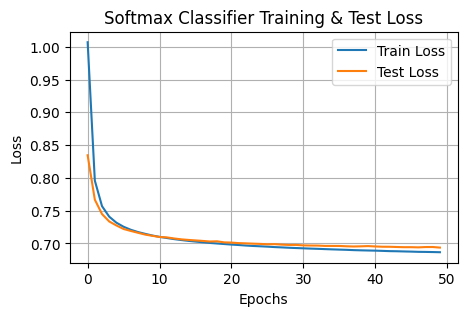 Softmax Classifier Training & Test Loss
Train Loss
Test Loss
1.00
0.95
0.90
0.85
0.80
0.75
0.70
Loss
0 10 20 30 40 50
Epochs